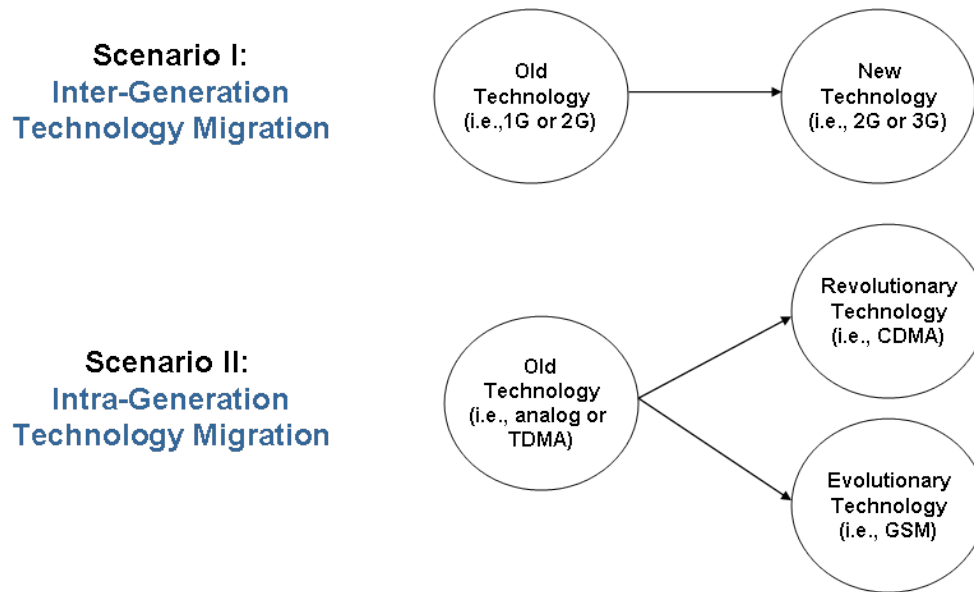 Scenario I:
Inter-Generation
Technology Migration
Old
Technology
(i.e.,1G or 2G)
New
Technology
(i.e., 2G or 3G)
Scenario II:
Intra-Generation
Technology Migration
Old
Technology
(i.e., analog or
TDMA)
Revolutionary
Technology
(i.e., CDMA)
Evolutionary
Technology
(i.e., GSM)